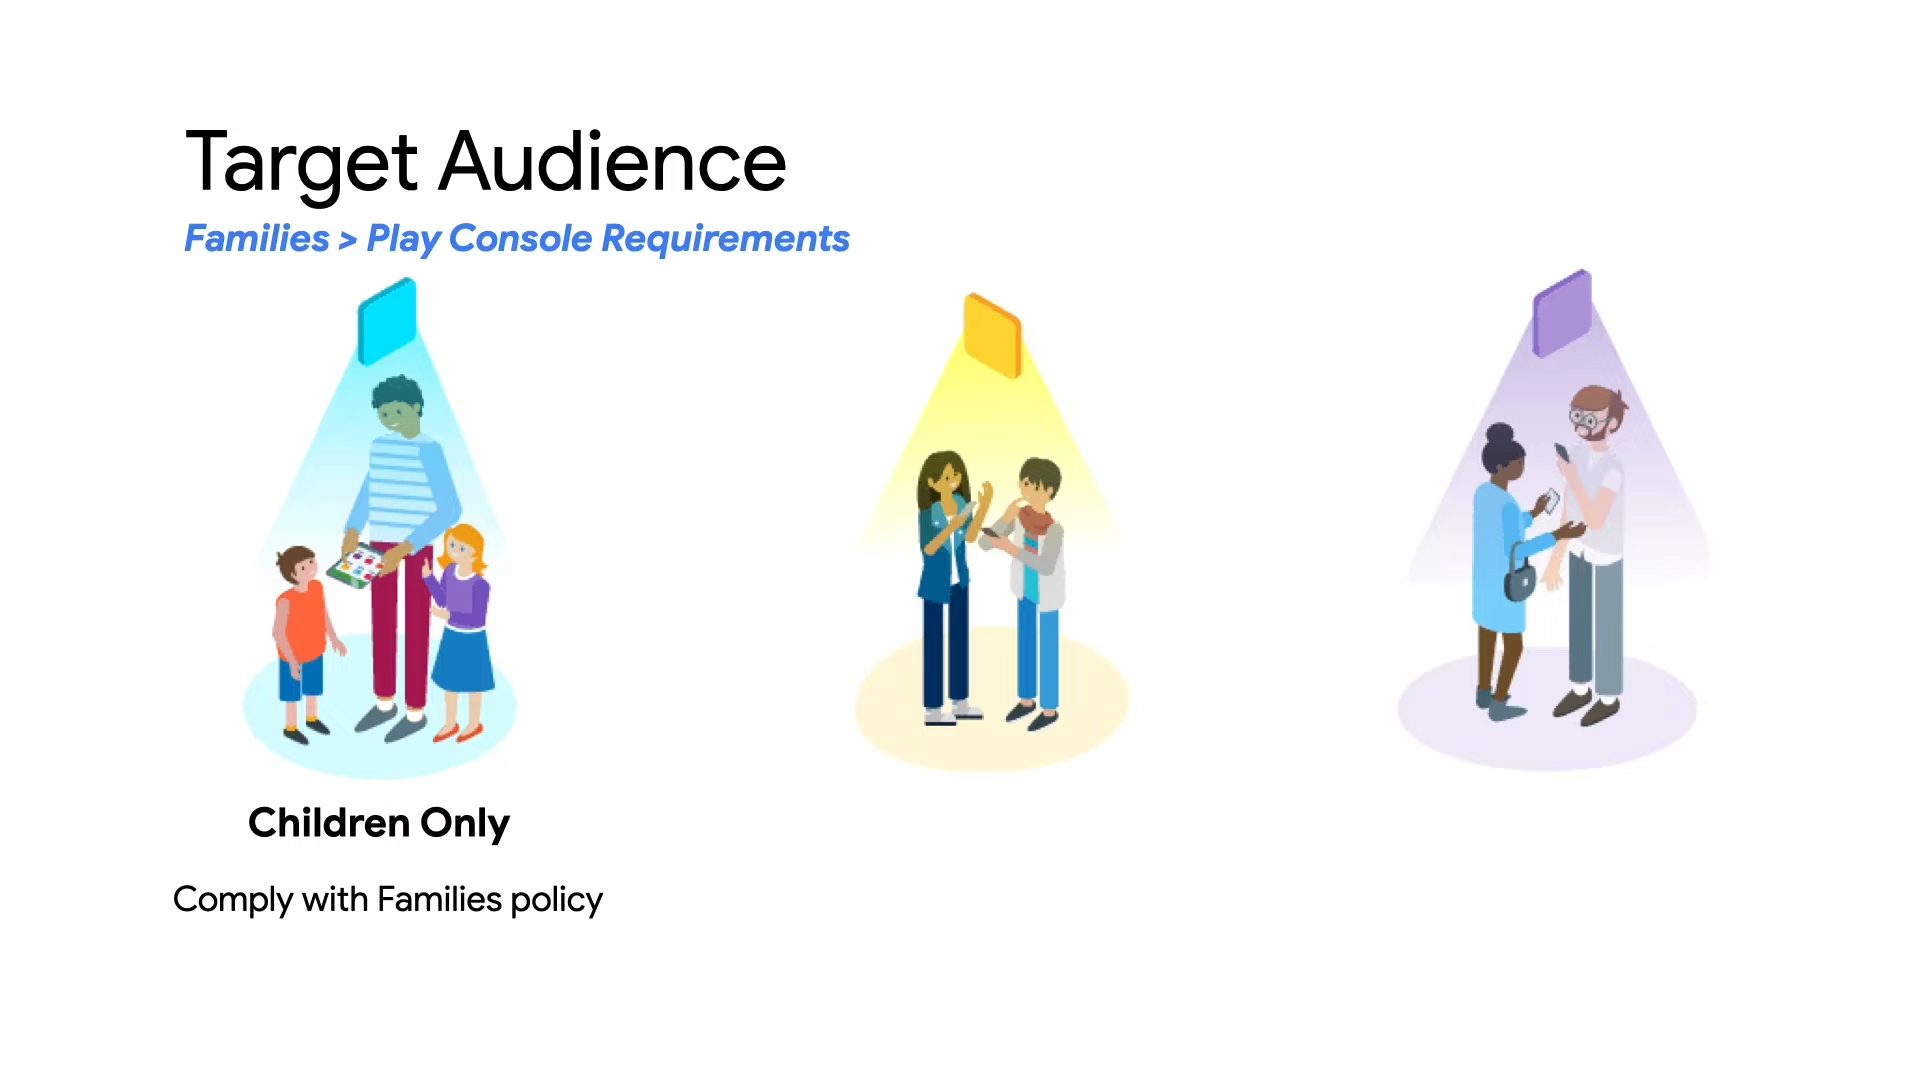 Target Audience
Families > Play Console Requirements
Children Only
Comply with Families policy